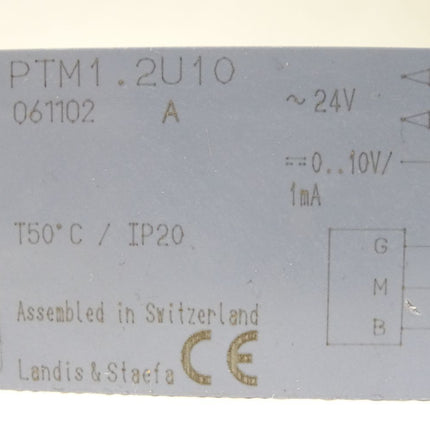 PTM1.2U10
061102 A
~ 24V
⎓0..10V/
1mA
T50°C / IP20
G
M
B
Assembled in Switzerland
Landis & Staefa CE